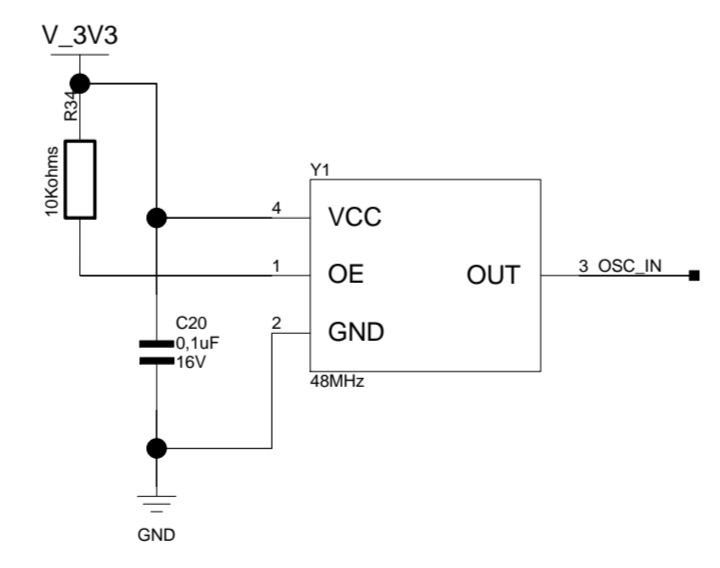 V_3V3
R34
10Kohms
Y1
4
VCC
1
OE
OUT
3 OSC_IN
C20
0,1uF
16V
2
GND
48MHz
GND